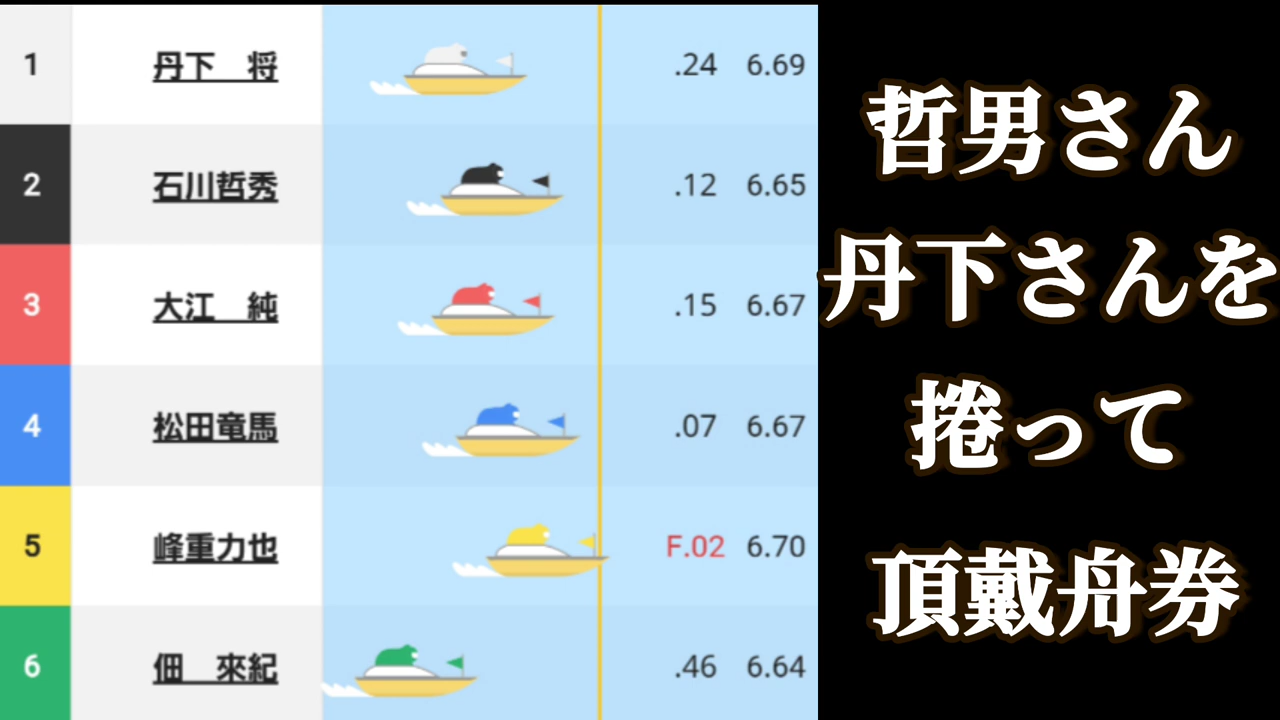 1 丹下　将 .24 6.69
2 石川哲秀 .12 6.65
3 大江　純 .15 6.67
4 松田竜馬 .07 6.67
5 峰重力也 F.02 6.70
6 佃　來紀 .46 6.64
哲男さん
丹下さんを
捲って
頂戴舟券